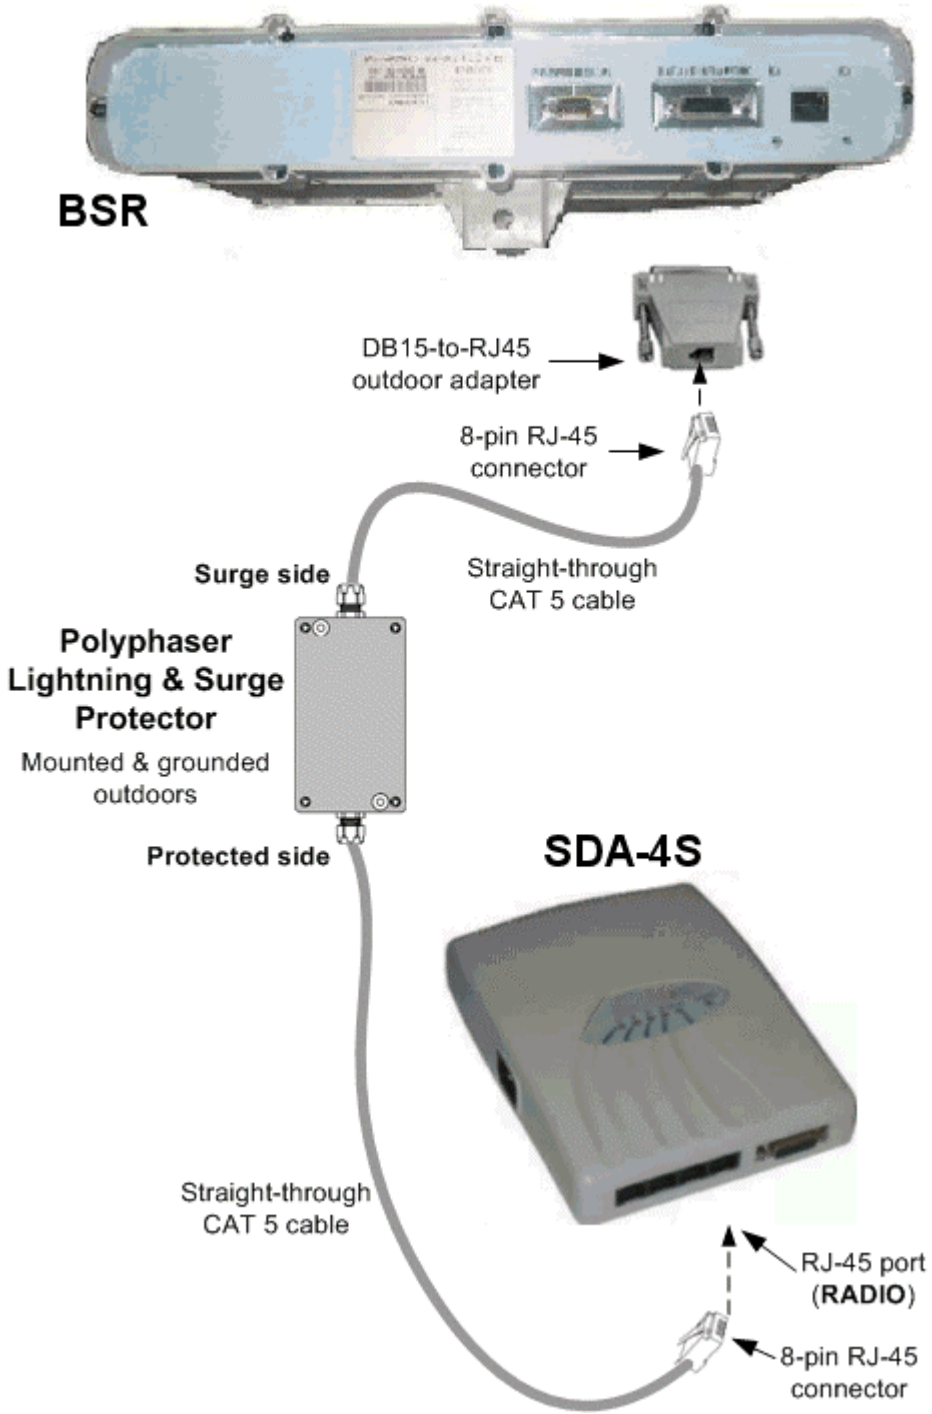 BSR
DB15-to-RJ45
outdoor adapter
8-pin RJ-45
connector
Straight-through
CAT 5 cable
Surge side
Polyphaser
Lightning & Surge
Protector
Mounted & grounded
outdoors
Protected side
SDA-4S
Straight-through
CAT 5 cable
RJ-45 port
(RADIO)
8-pin RJ-45
connector